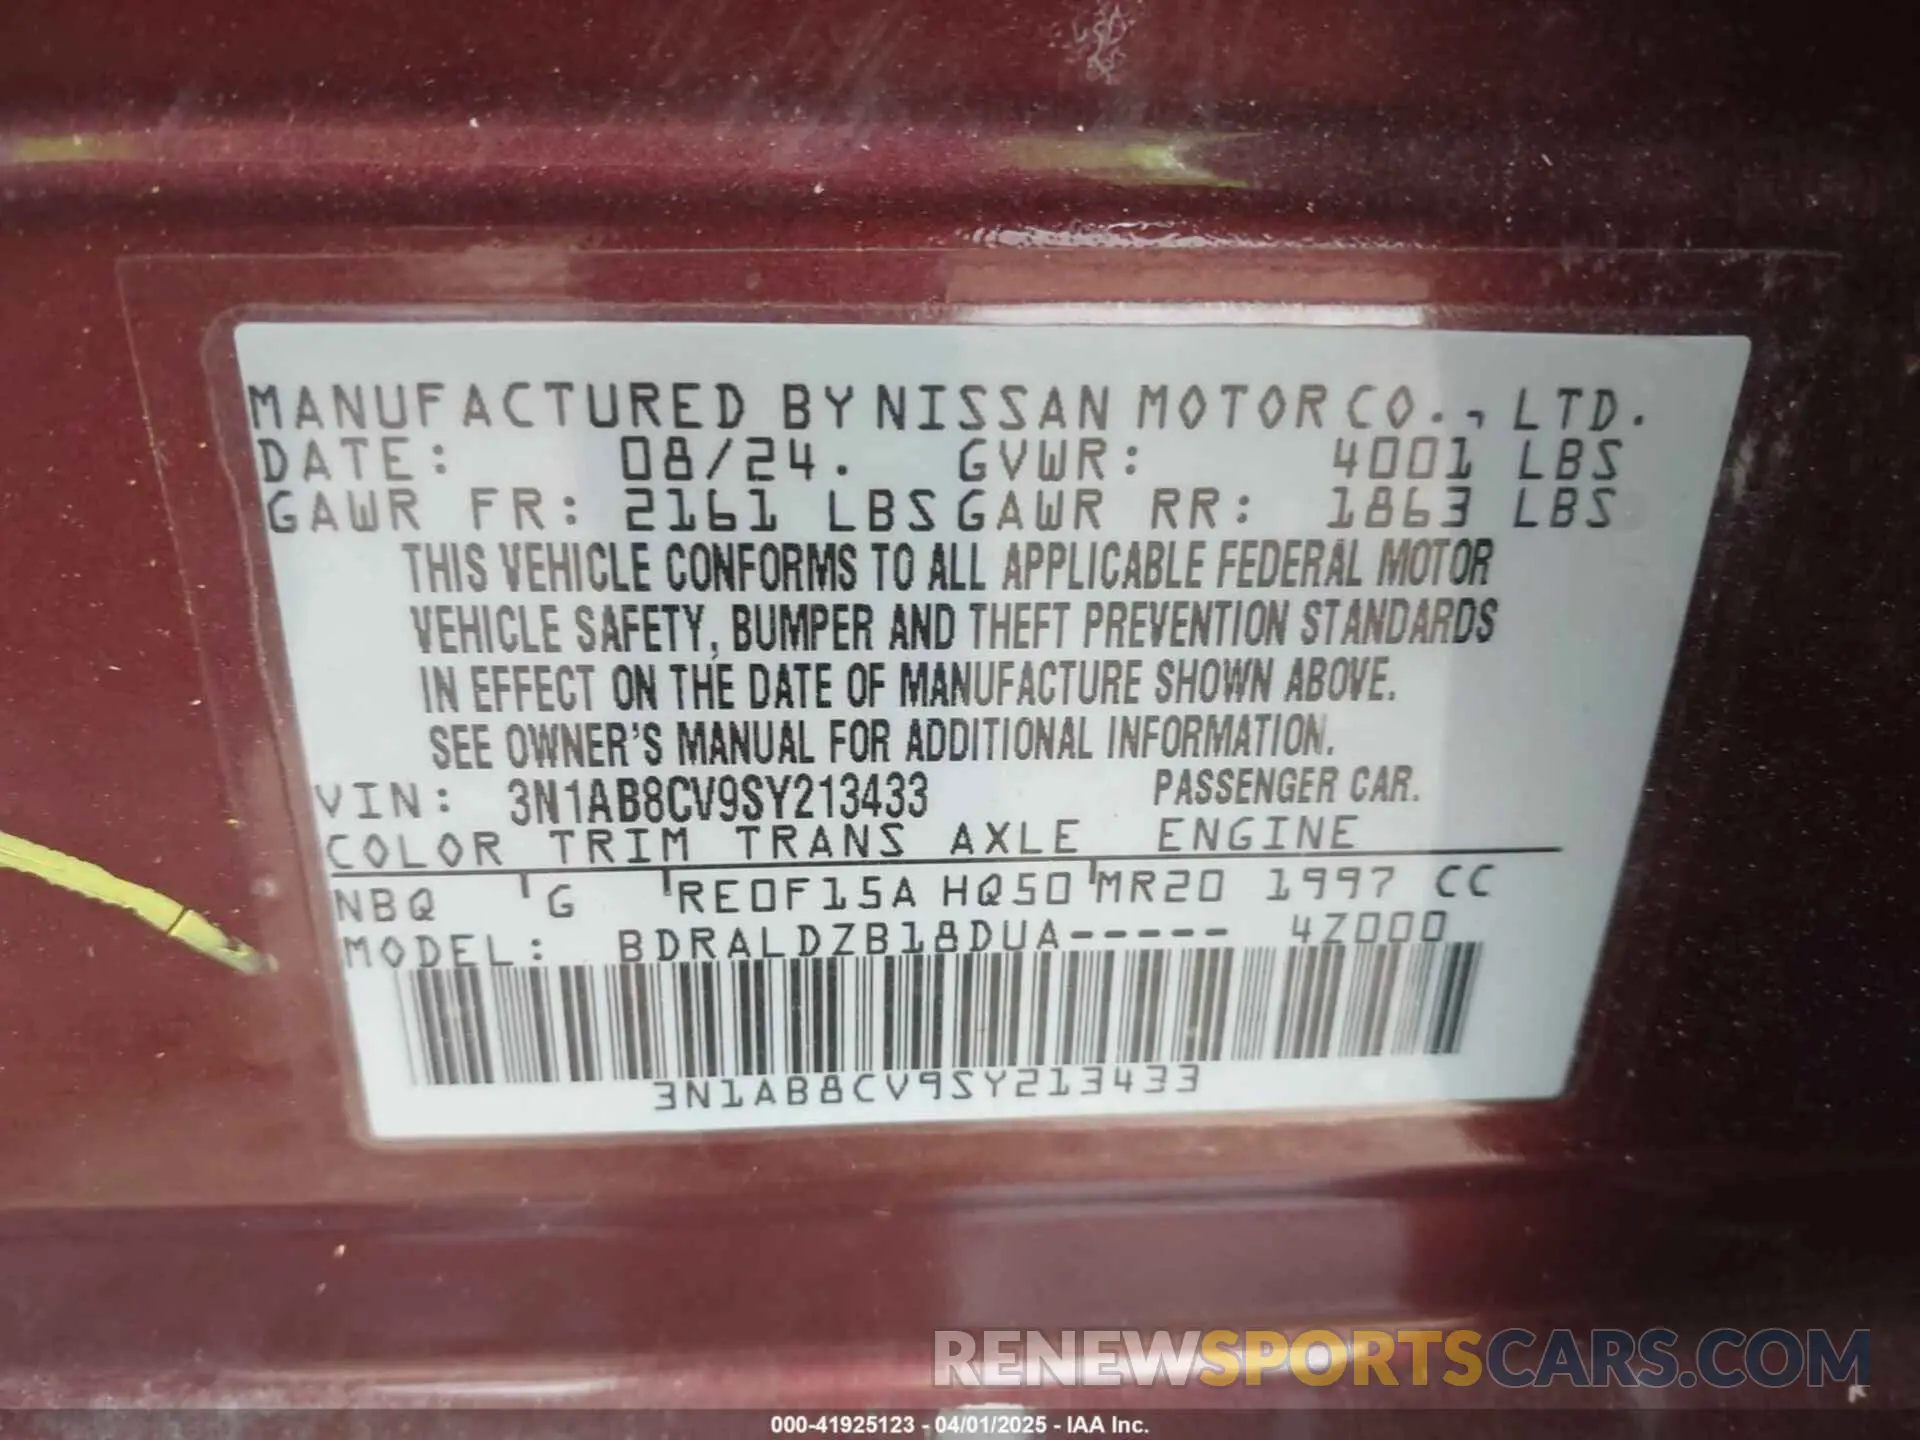 MANUFACTURED BY NISSAN MOTOR CO., LTD.
DATE: 08/24. GVWR: 4001 LBS
GAWR FR: 2161 LBS GAWR RR: 1863 LBS
THIS VEHICLE CONFORMS TO ALL APPLICABLE FEDERAL MOTOR
VEHICLE SAFETY, BUMPER AND THEFT PREVENTION STANDARDS
IN EFFECT ON THE DATE OF MANUFACTURE SHOWN ABOVE.
SEE OWNER'S MANUAL FOR ADDITIONAL INFORMATION.
VIN: 3N1AB8CV9SY213433 PASSENGER CAR.
COLOR TRIM TRANS AXLE ENGINE
NBQ G RE0F15A HQ50 MR20 1997 CC
MODEL: BDRALDZB18DUA----- 4Z000
3N1AB8CV9SY213433
RENEWSPORTSCARS.COM
000-41925123 - 04/01/2025 - IAA Inc.